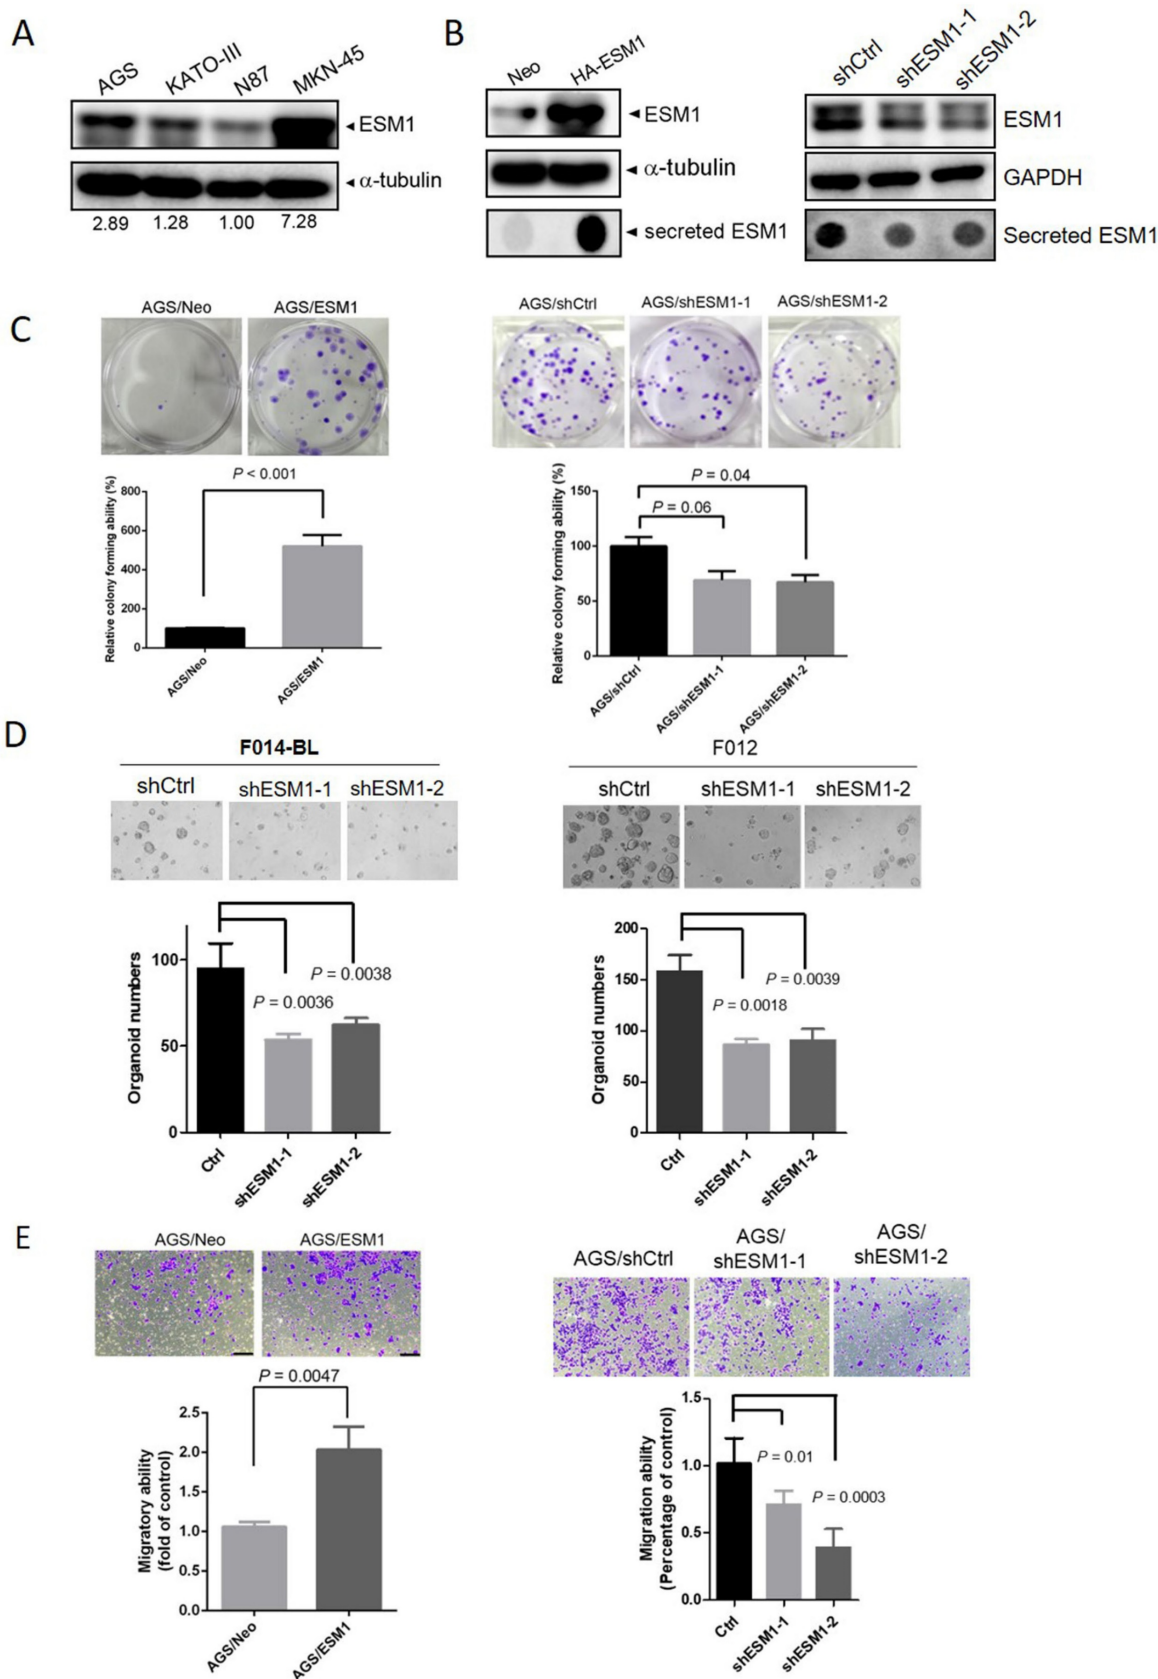 A
AGS KATO-III N87 MKN-45
ESM1
α-tubulin
2.89 1.28 1.00 7.28
B
Neo HA-ESM1
ESM1
α-tubulin
secreted ESM1
shCtrl shESM1-1 shESM1-2
ESM1
GAPDH
Secreted ESM1
C
AGS/Neo AGS/ESM1
P < 0.001
Relative colony forming ability (%)
800
600
400
200
0
AGS/Neo AGS/ESM1
AGS/shCtrl AGS/shESM1-1 AGS/shESM1-2
P = 0.04
P = 0.06
Relative colony forming ability (%)
150
100
50
0
AGS/shCtrl AGS/shESM1-1 AGS/shESM1-2
D
F014-BL
shCtrl shESM1-1 shESM1-2
P = 0.0038
P = 0.0036
Organoid numbers
100
50
0
Ctrl shESM1-1 shESM1-2
F012
shCtrl shESM1-1 shESM1-2
P = 0.0039
P = 0.0018
Organoid numbers
200
150
100
50
0
Ctrl shESM1-1 shESM1-2
E
AGS/Neo AGS/ESM1
P = 0.0047
Migratory ability
(fold of control)
2.5
2.0
1.5
1.0
0.5
0.0
AGS/Neo AGS/ESM1
AGS/shCtrl
AGS/
shESM1-1
AGS/
shESM1-2
P = 0.01
P = 0.0003
Migration ability
(Percentage of control)
1.5
1.0
0.5
0.0
Ctrl shESM1-1 shESM1-2